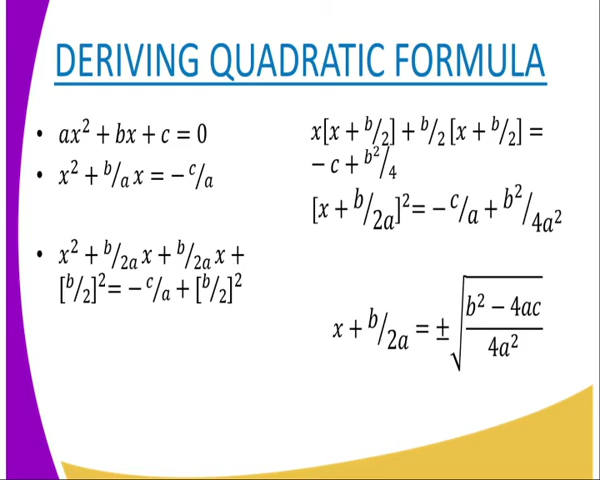 DERIVING QUADRATIC FORMULA
• ax² + bx + c = 0
• x² + ᵇ/ₐ x = −ᶜ/ₐ
• x² + ᵇ/₂ₐ x + ᵇ/₂ₐ x +
[ᵇ/₂]² = −ᶜ/ₐ + [ᵇ/₂]²
x[x + ᵇ/₂] + ᵇ/₂ [x + ᵇ/₂] =
−c + b²/4
[x + b/2a]² = −ᶜ/ₐ + b²/4a²
x + b/2a = ±√((b² − 4ac)/(4a²))